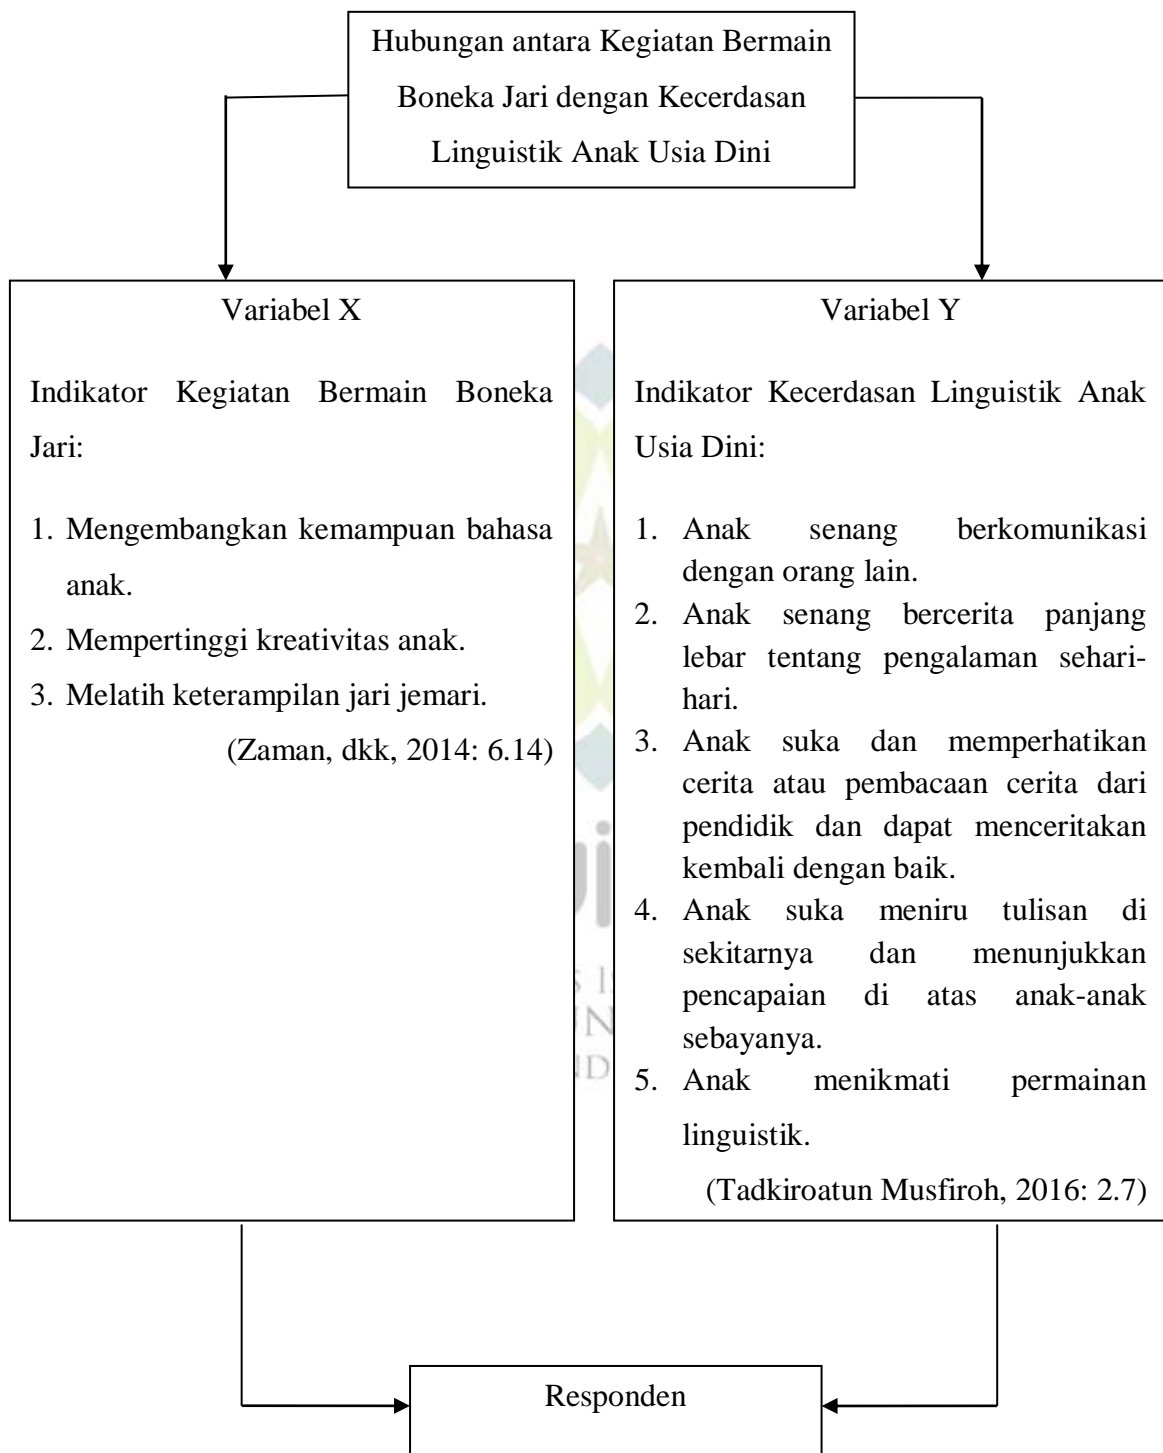 Hubungan antara Kegiatan Bermain
Boneka Jari dengan Kecerdasan
Linguistik Anak Usia Dini
Variabel X
Indikator Kegiatan Bermain Boneka
Jari:
1. Mengembangkan kemampuan bahasa
anak.
2. Mempertinggi kreativitas anak.
3. Melatih keterampilan jari jemari.
(Zaman, dkk, 2014: 6.14)
Variabel Y
Indikator Kecerdasan Linguistik Anak
Usia Dini:
1. Anak senang berkomunikasi
dengan orang lain.
2. Anak senang bercerita panjang
lebar tentang pengalaman sehari-
hari.
3. Anak suka dan memperhatikan
cerita atau pembacaan cerita dari
pendidik dan dapat menceritakan
kembali dengan baik.
4. Anak suka meniru tulisan di
sekitarnya dan menunjukkan
pencapaian di atas anak-anak
sebayanya.
5. Anak menikmati permainan
linguistik.
(Tadkiroatun Musfiroh, 2016: 2.7)
Responden